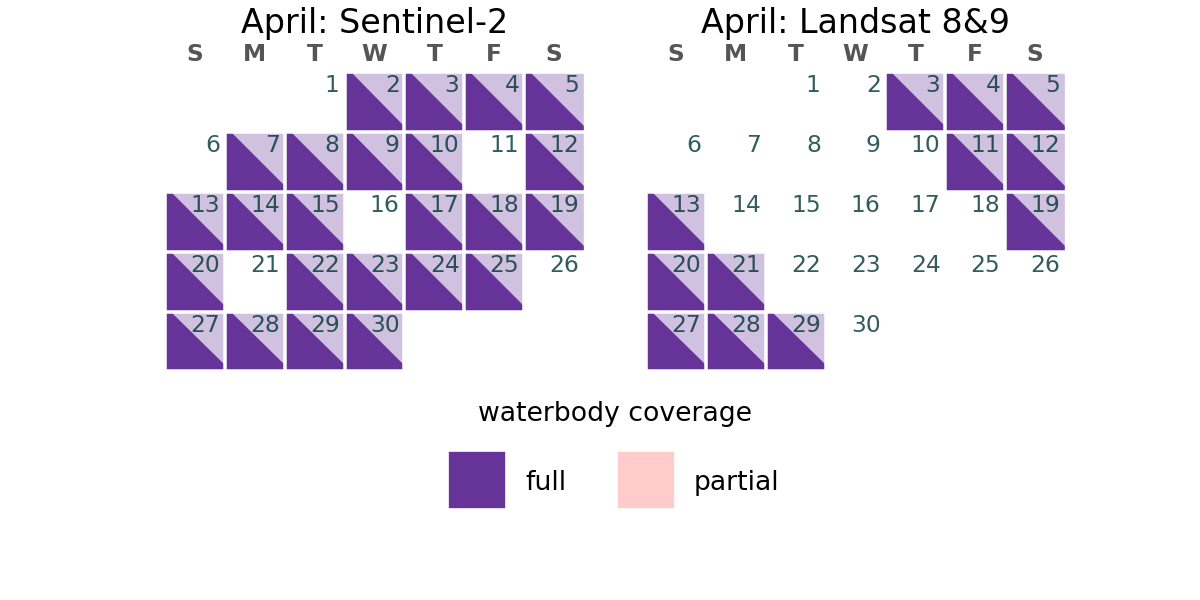 April: Sentinel-2
S M T W T F S
1 2 3 4 5
6 7 8 9 10 11 12
13 14 15 16 17 18 19
20 21 22 23 24 25 26
27 28 29 30
April: Landsat 8&9
S M T W T F S
1 2 3 4 5
6 7 8 9 10 11 12
13 14 15 16 17 18 19
20 21 22 23 24 25 26
27 28 29 30
waterbody coverage
full
partial